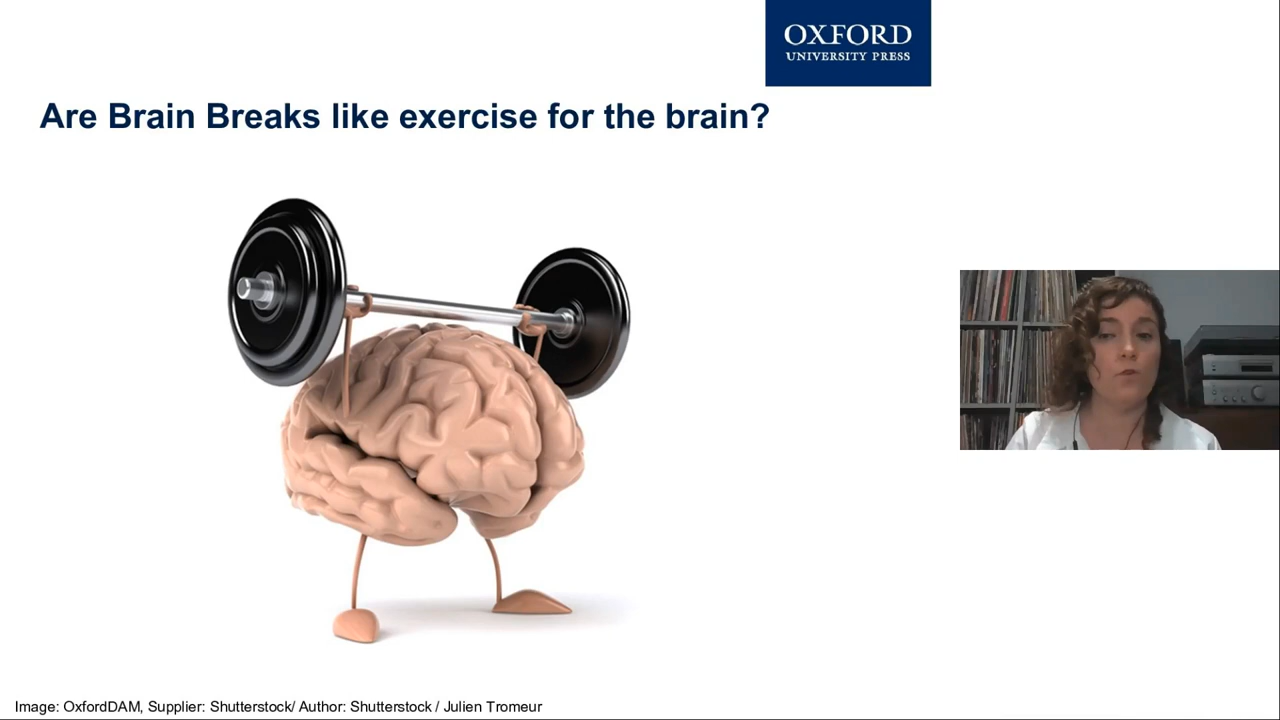 OXFORD
UNIVERSITY PRESS
Are Brain Breaks like exercise for the brain?
Image: OxfordDAM, Supplier: Shutterstock/ Author: Shutterstock / Julien Tromeur